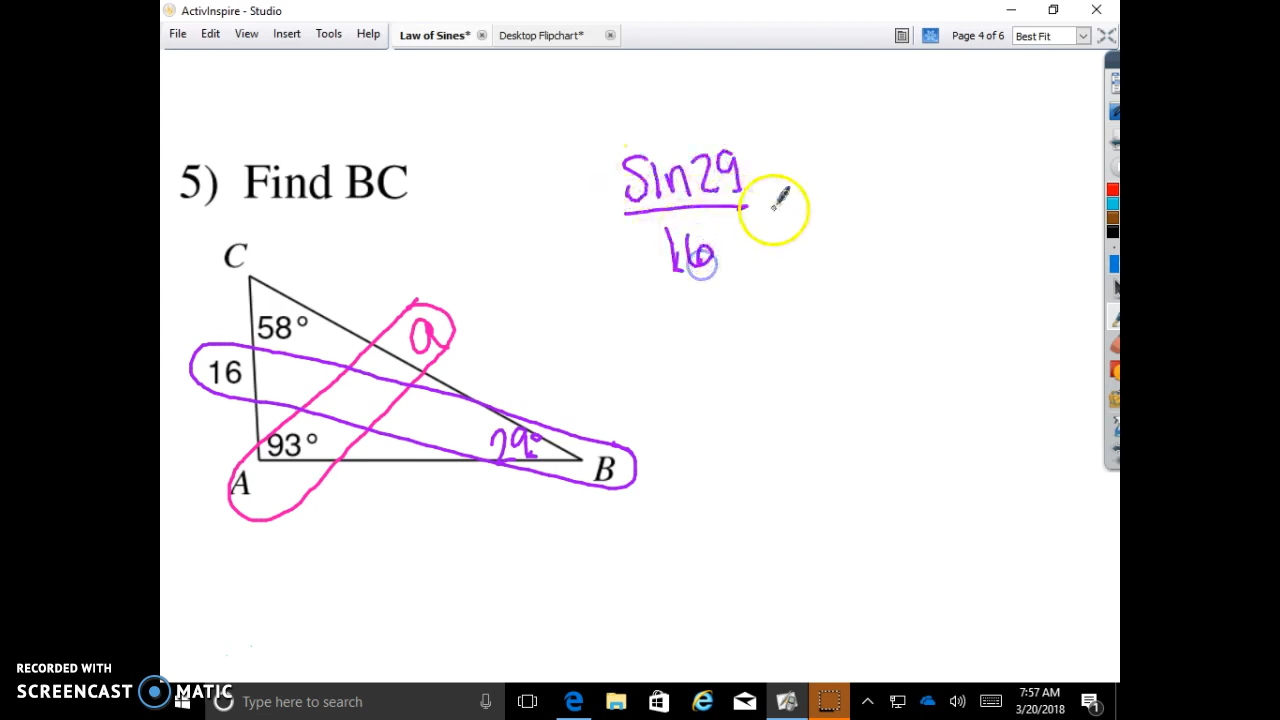 ActivInspire - Studio
File Edit View Insert Tools Help
Law of Sines*
Desktop Flipchart*
Page 4 of 6
Best Fit
5) Find BC
Sin29
16
C
58°
a
16
93°
29°
A
B
RECORDED WITH
SCREENCAST MATIC
Type here to search
7:57 AM
3/20/2018
1